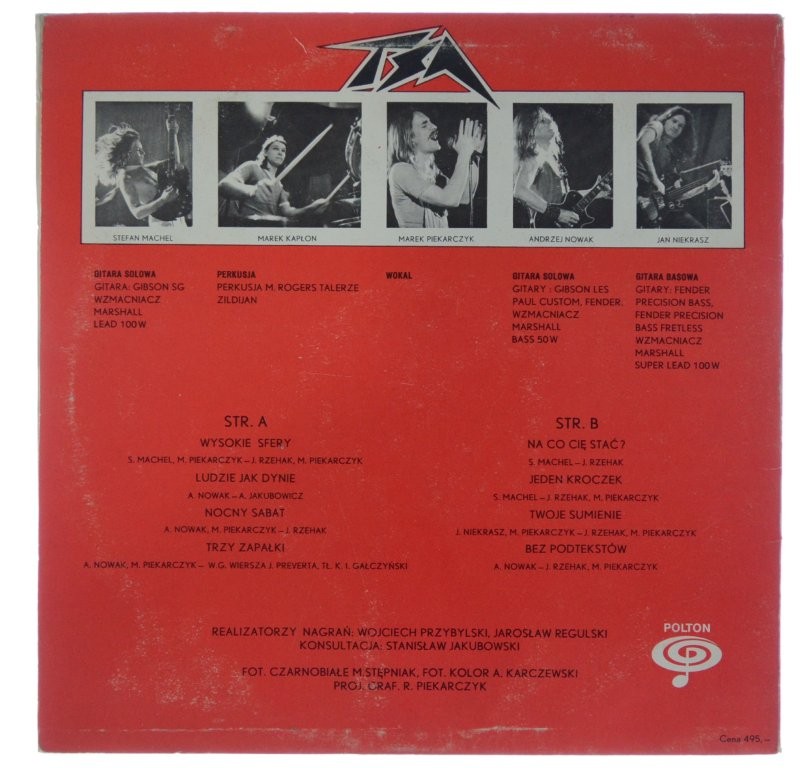 TSA
STEFAN MACHEL
MAREK KAPŁON
MAREK PIEKARCZYK
ANDRZEJ NOWAK
JAN NIEKRASZ
GITARA SOLOWA
GITARA: GIBSON SG
WZMACNIACZ
MARSHALL
LEAD 100W
PERKUSJA
PERKUSJA M. ROGERS TALERZE
ZILDIJAN
WOKAL
GITARA SOLOWA
GITARY : GIBSON LES
PAUL CUSTOM, FENDER,
WZMACNIACZ
MARSHALL
BASS 50W
GITARA BASOWA
GITARY: FENDER
PRECISION BASS,
FENDER PRECISION
BASS FRETLESS
WZMACNIACZ
MARSHALL
SUPER LEAD 100W
STR. A
WYSOKIE SFERY
S. MACHEL, M. PIEKARCZYK – J. RZEHAK, M. PIEKARCZYK
LUDZIE JAK DYNIE
A. NOWAK – A. JAKUBOWICZ
NOCNY SABAT
A. NOWAK, M. PIEKARCZYK – J. RZEHAK
TRZY ZAPAŁKI
A. NOWAK, M. PIEKARCZYK – W.G. WIERSZA J. PREVERTA, TŁ. K. I. GAŁCZYŃSKI
STR. B
NA CO CIĘ STAĆ?
S. MACHEL – J. RZEHAK
JEDEN KROCZEK
S. MACHEL – J. RZEHAK, M. PIEKARCZYK
TWOJE SUMIENIE
J. NIEKRASZ, M. PIEKARCZYK – J. RZEHAK, M. PIEKARCZYK
BEZ PODTEKSTÓW
A. NOWAK – J. RZEHAK, M. PIEKARCZYK
REALIZATORZY NAGRAŃ: WOJCIECH PRZYBYLSKI, JAROSŁAW REGULSKI
KONSULTACJA: STANISŁAW JAKUBOWSKI
FOT. CZARNOBIAŁE M. STĘPNIAK, FOT. KOLOR A. KARCZEWSKI
PROJ. GRAF. R. PIEKARCZYK
POLTON
Cena 495,–